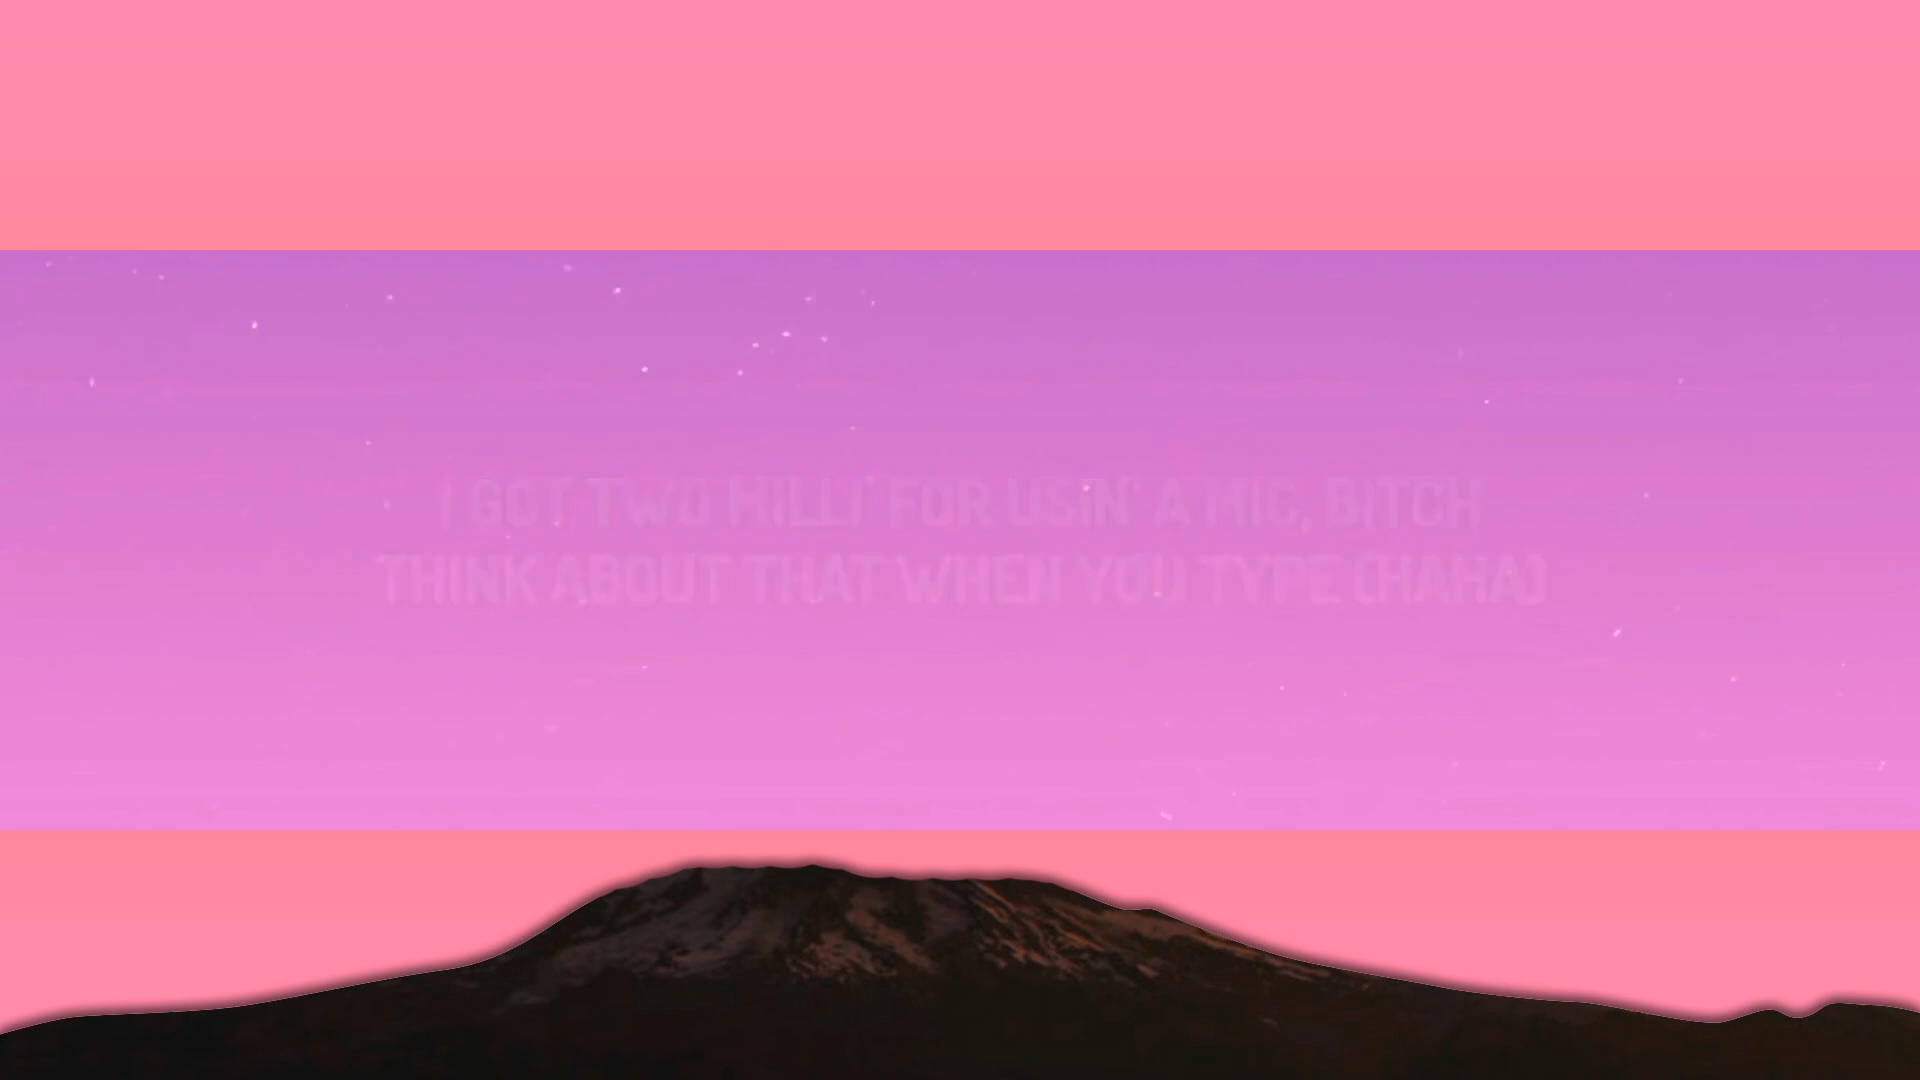 I GOT TWO MILLI' FOR USIN' A MIC, BITCH
THINK ABOUT THAT WHEN YOU TYPE (HAHA)